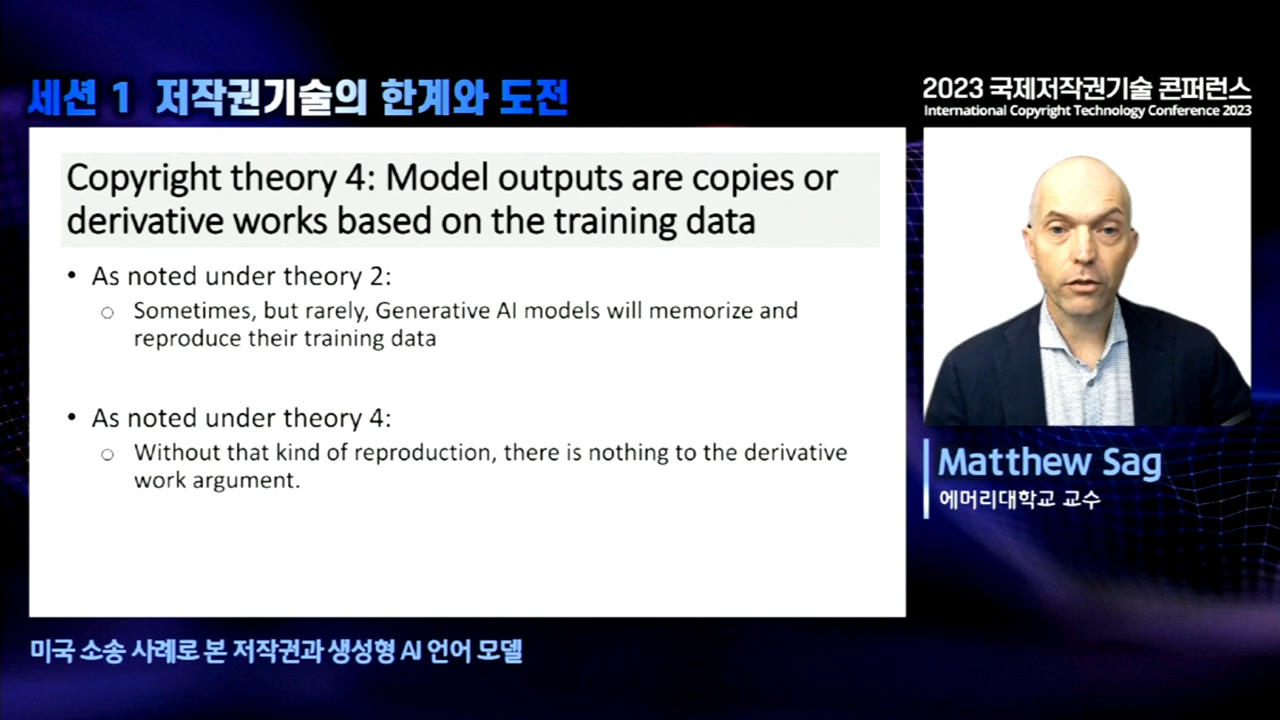 세션 1 저작권기술의 한계와 도전
2023 국제저작권기술 콘퍼런스
International Copyright Technology Conference 2023
Copyright theory 4: Model outputs are copies or
derivative works based on the training data
• As noted under theory 2:
○ Sometimes, but rarely, Generative AI models will memorize and
reproduce their training data
• As noted under theory 4:
○ Without that kind of reproduction, there is nothing to the derivative
work argument.
Matthew Sag
에머리대학교 교수
미국 소송 사례로 본 저작권과 생성형 AI 언어 모델